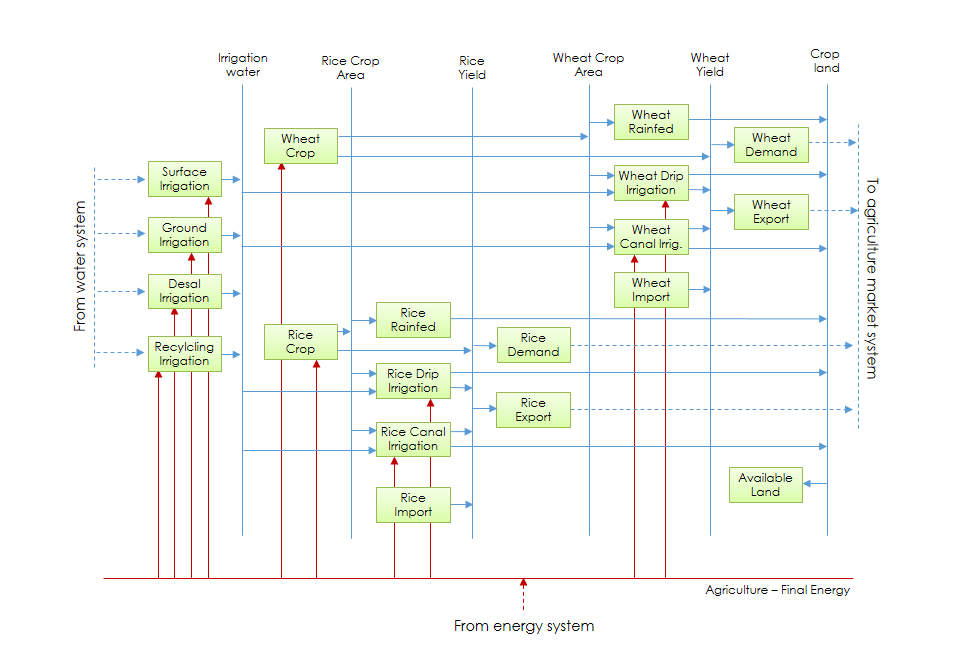 Irrigation
water
Rice Crop
Area
Rice
Yield
Wheat Crop
Area
Wheat
Yield
Crop
land
Wheat
Rainfed
Wheat
Crop
Wheat
Demand
Surface
Irrigation
Wheat Drip
Irrigation
Wheat
Export
Ground
Irrigation
Wheat
Canal Irrig.
Desal
Irrigation
Wheat
Import
Rice
Rainfed
Rice
Crop
Rice
Demand
Recylcling
Irrigation
Rice Drip
Irrigation
Rice
Export
Rice Canal
Irrigation
Available
Land
Rice
Import
From water system
To agriculture market system
Agriculture – Final Energy
From energy system